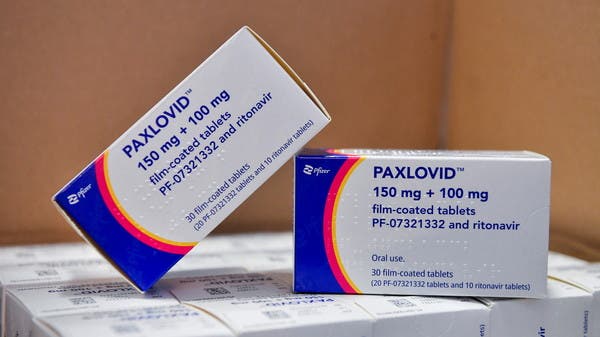 PAXLOVID™
150 mg + 100 mg
film-coated tablets
PF-07321332 and ritonavir
30 film-coated tablets
(20 PF-07321332 tablets and 10 ritonavir tablets)
Pfizer
Pfizer
PAXLOVID™
150 mg + 100 mg
film-coated tablets
PF-07321332 and ritonavir
Oral use.
30 film-coated tablets
(20 PF-07321332 tablets and 10 ritonavir tablets)
PAXLOVID